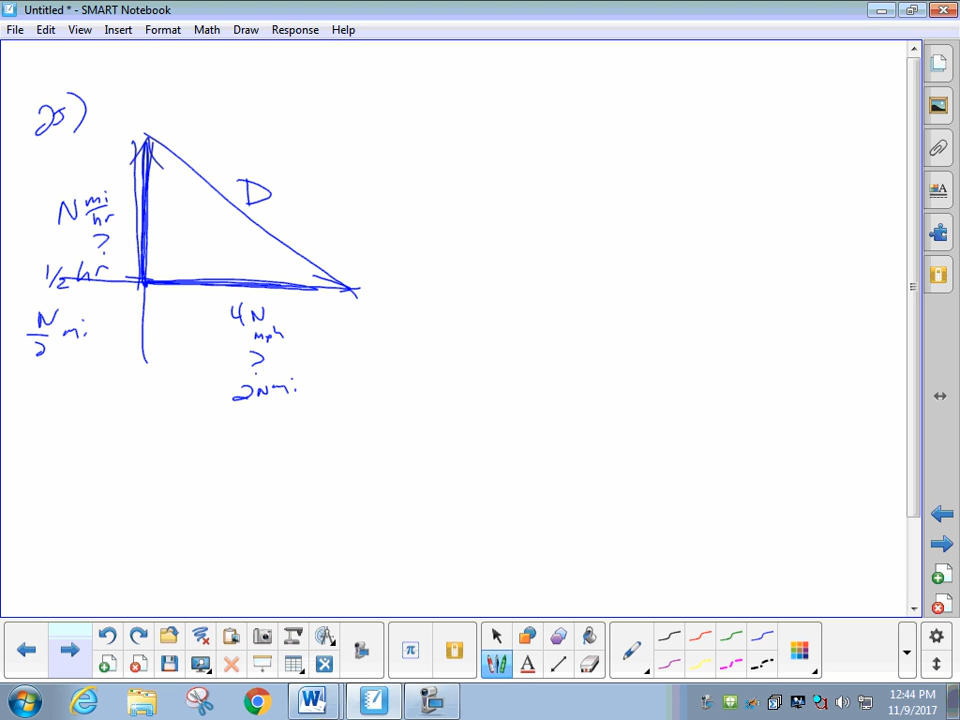 Untitled * - SMART Notebook
File Edit View Insert Format Math Draw Response Help
25)
D
N mi/hr
?
1/2 hr
N/2 mi
4N
mph
?
2N mi
π
A
W
12:44 PM
11/9/2017